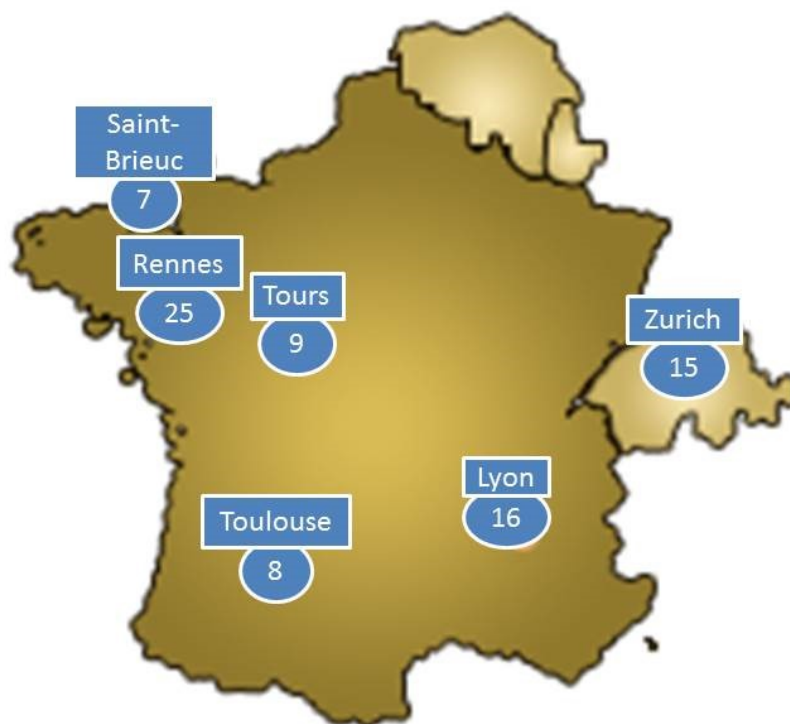 Saint-
Brieuc
7
Rennes
25
Tours
9
Zurich
15
Lyon
16
Toulouse
8